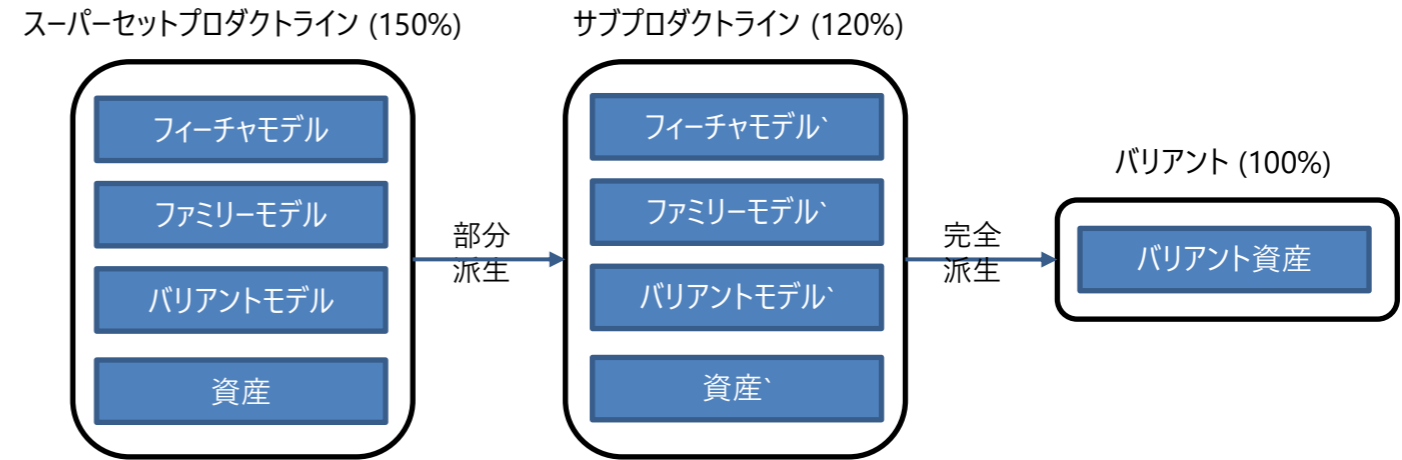 スーパーセットプロダクトライン (150%)
フィーチャモデル
ファミリーモデル
バリアントモデル
資産
部分
派生
サブプロダクトライン (120%)
フィーチャモデル`
ファミリーモデル`
バリアントモデル`
資産`
完全
派生
バリアント (100%)
バリアント資産